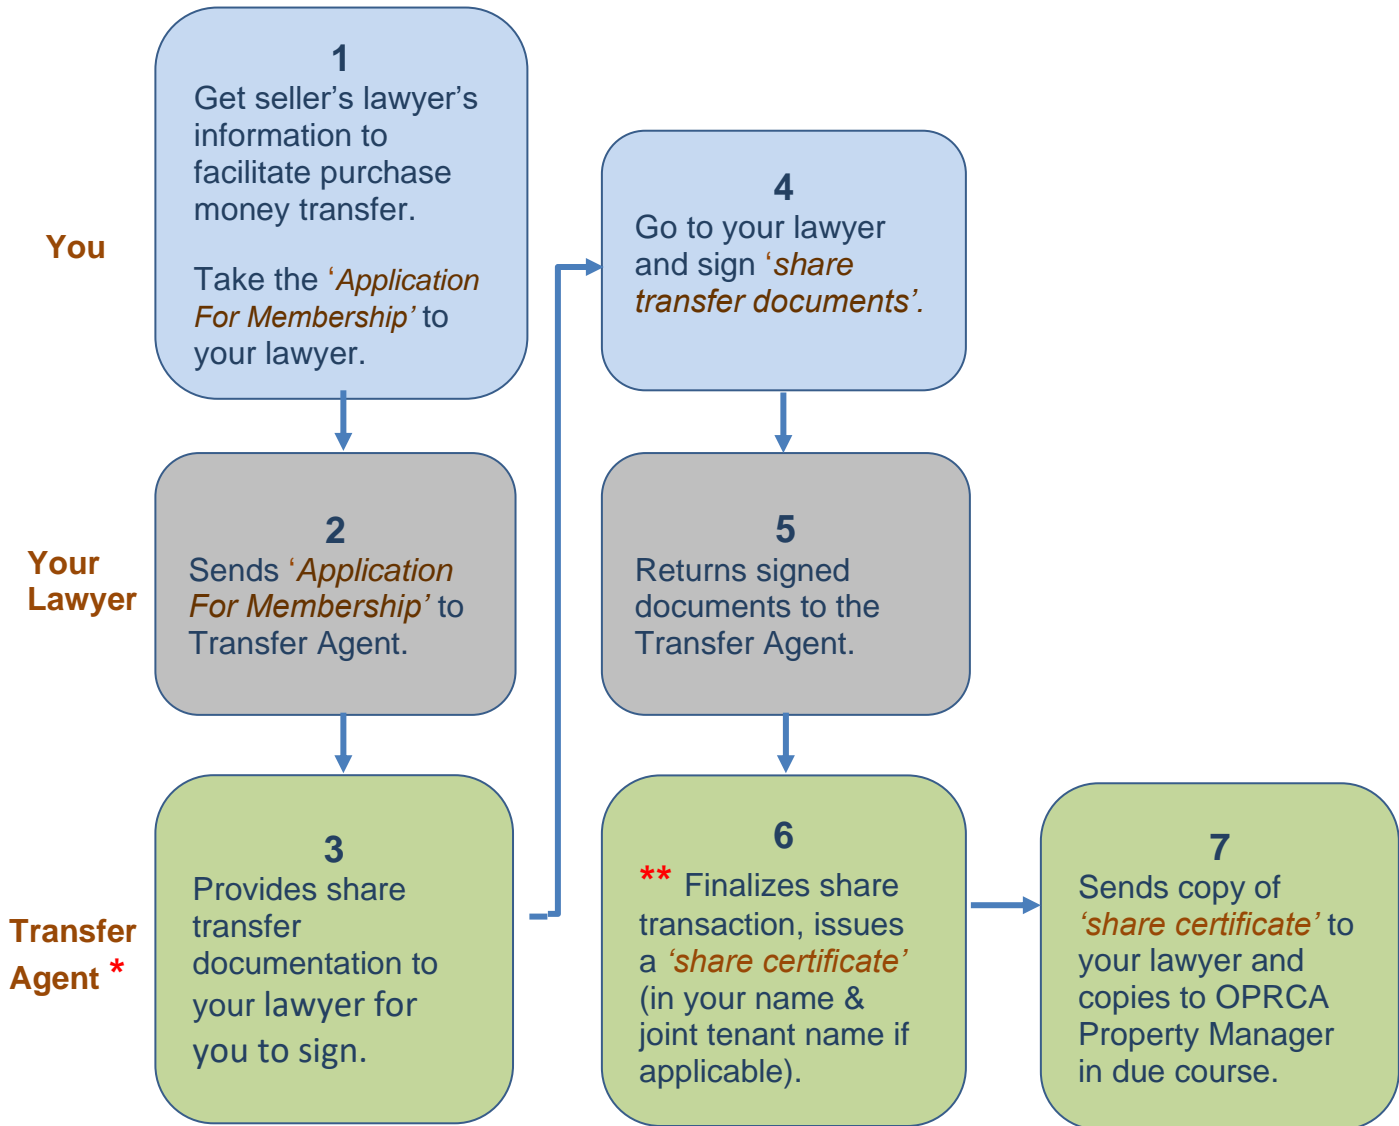 1
Get seller’s lawyer’s
information to
facilitate purchase
money transfer.
Take the ‘Application
For Membership’ to
your lawyer.
4
Go to your lawyer
and sign ‘share
transfer documents’.
You
2
Sends ‘Application
For Membership’ to
Transfer Agent.
5
Returns signed
documents to the
Transfer Agent.
Your
Lawyer
3
Provides share
transfer
documentation to
your lawyer for
you to sign.
6
** Finalizes share
transaction, issues
a ‘share certificate’
(in your name &
joint tenant name if
applicable).
7
Sends copy of
‘share certificate’ to
your lawyer and
copies to OPRCA
Property Manager
in due course.
Transfer
Agent *